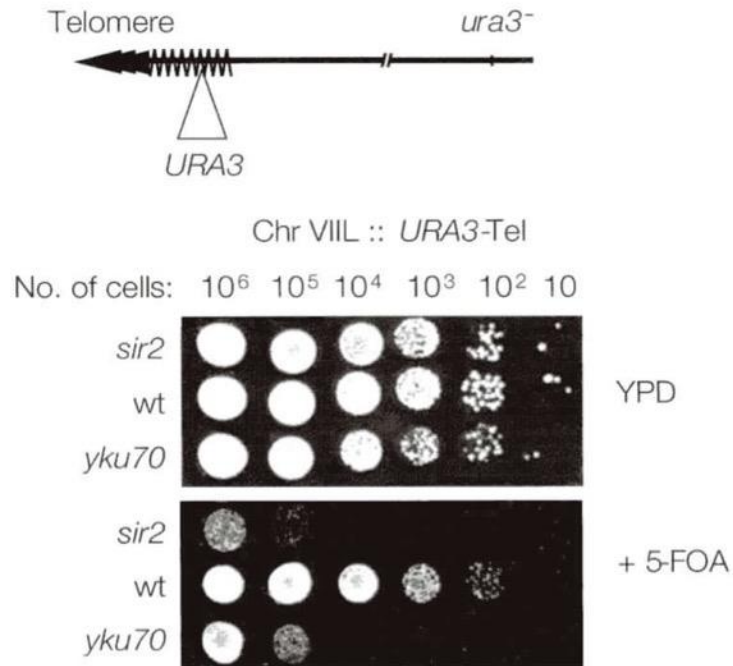 Telomere ura3⁻
URA3
Chr VIIL :: URA3-Tel
No. of cells: 10⁶ 10⁵ 10⁴ 10³ 10² 10
sir2
wt
yku70
YPD
sir2
wt
yku70
+ 5-FOA